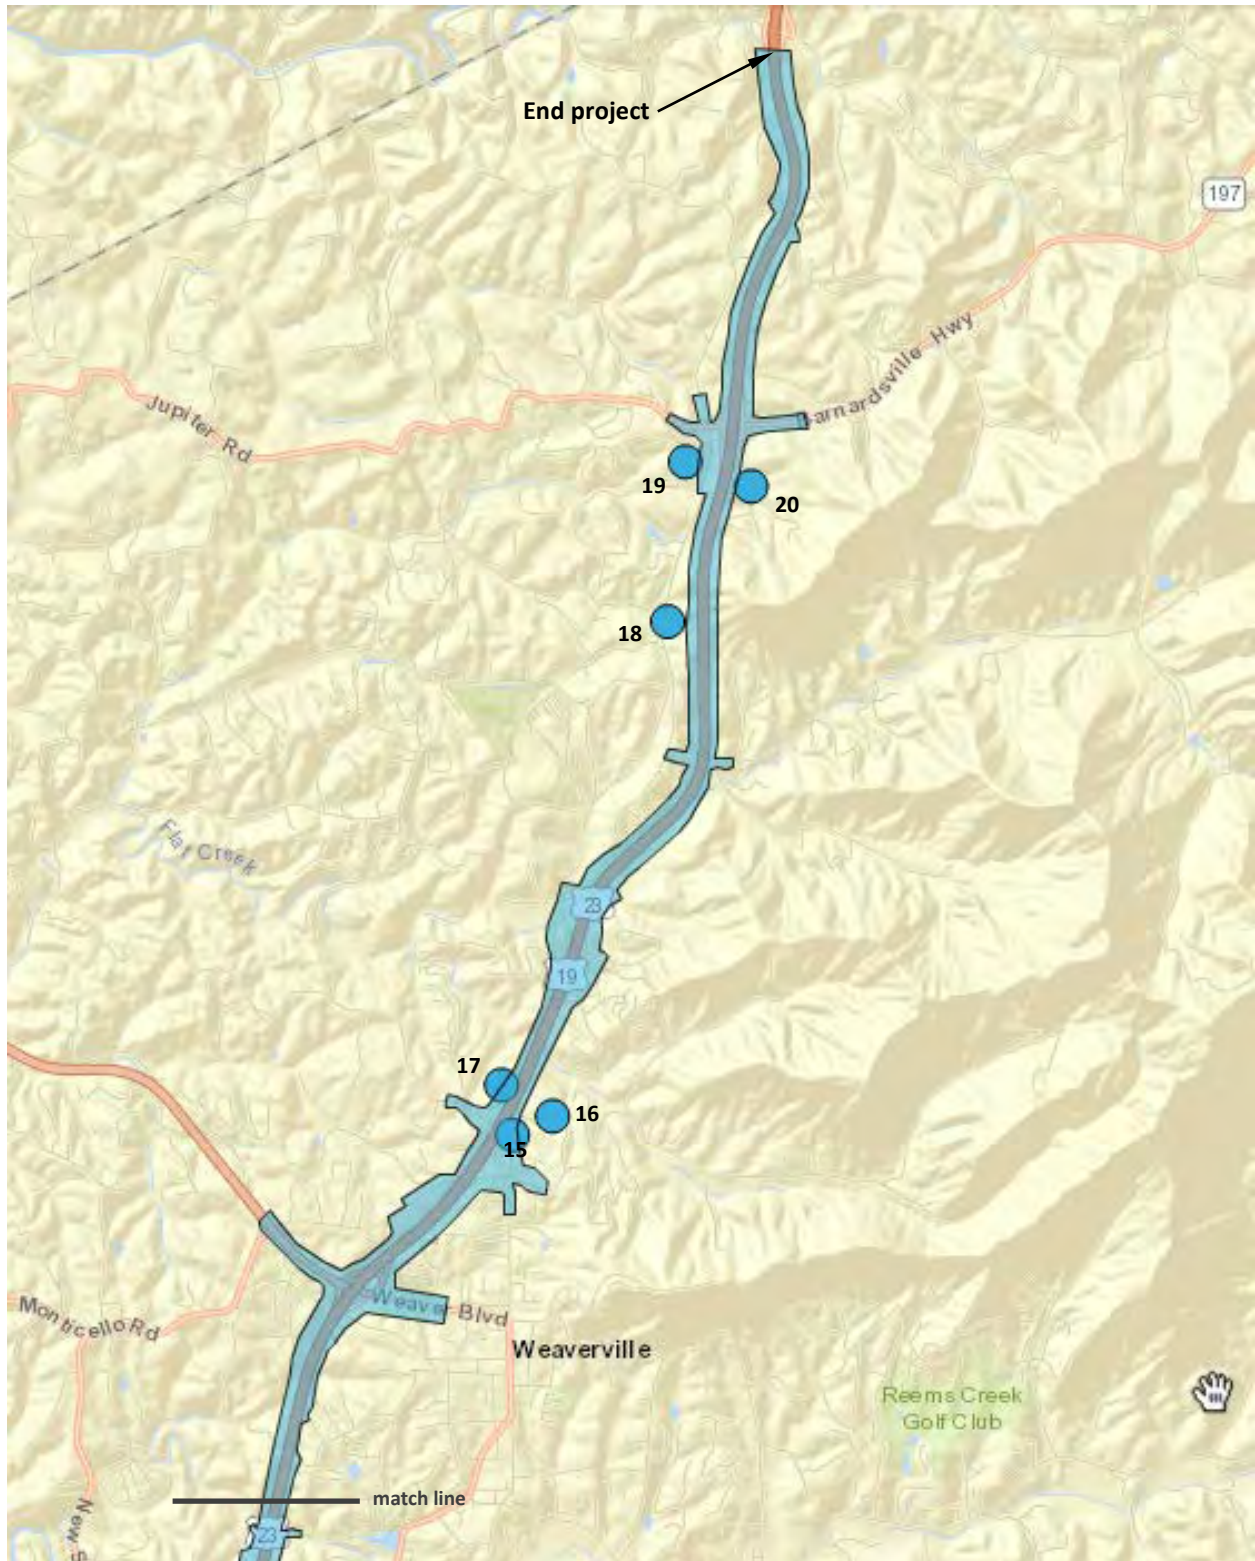 End project
197
Barnardsville Hwy
Jupiter Rd
19
20
18
Flat Creek
23
19
17
16
15
Weaver Blvd
Monticello Rd
Weaverville
Reems Creek
Golf Club
match line
New S
23